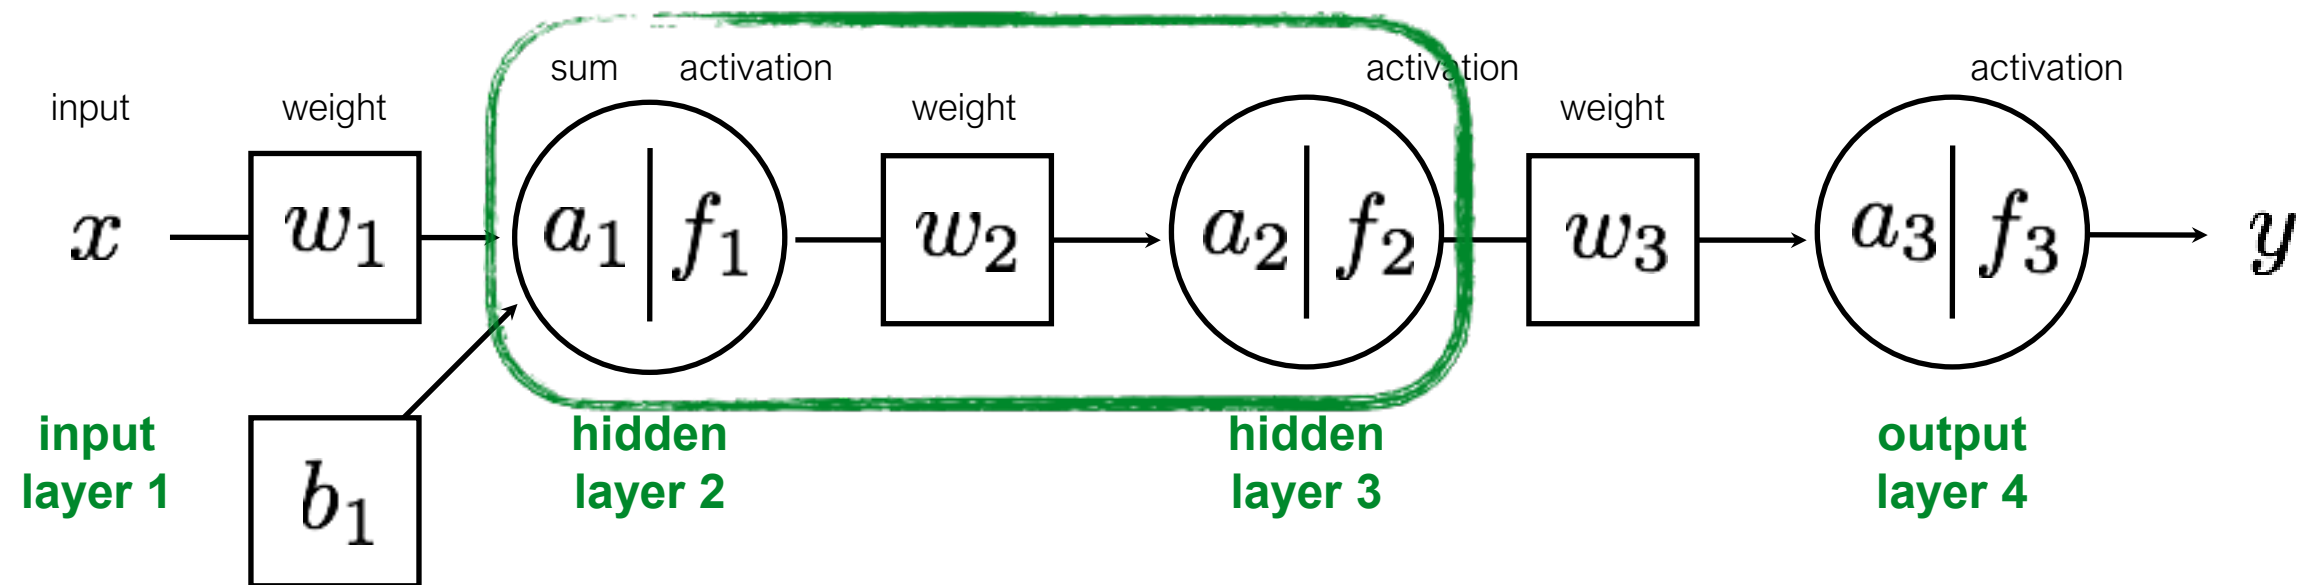 sum activation activation activation
input weight weight weight
x w₁ a₁ | f₁ w₂ a₂ | f₂ w₃ a₃ | f₃ y
input hidden hidden output
layer 1 layer 2 layer 3 layer 4
b₁